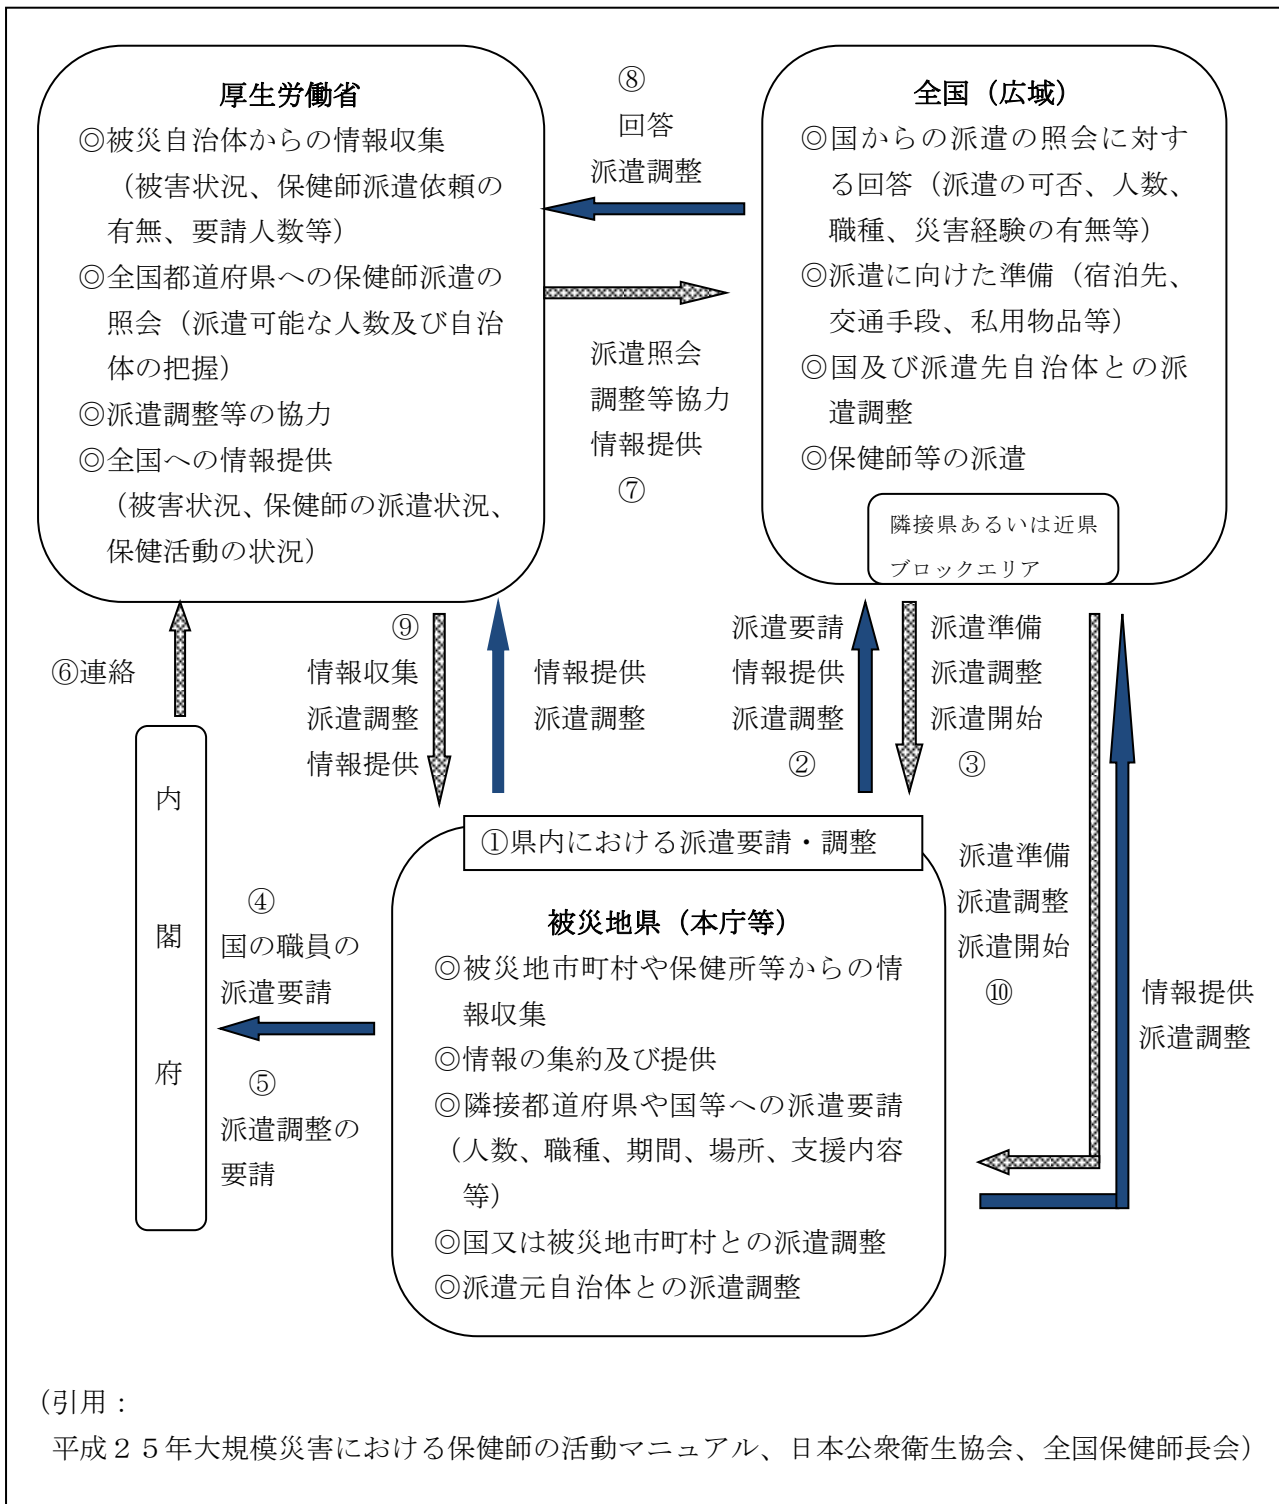 厚生労働省
◎被災自治体からの情報収集
（被害状況、保健師派遣依頼の
有無、要請人数等）
◎全国都道府県への保健師派遣の
照会（派遣可能な人数及び自治
体の把握）
◎派遣調整等の協力
◎全国への情報提供
（被害状況、保健師の派遣状況、
保健活動の状況）
⑧
回答
派遣調整
派遣照会
調整等協力
情報提供
⑦
全国（広域）
◎国からの派遣の照会に対す
る回答（派遣の可否、人数、
職種、災害経験の有無等）
◎派遣に向けた準備（宿泊先、
交通手段、私用物品等）
◎国及び派遣先自治体との派
遣調整
◎保健師等の派遣
隣接県あるいは近県
ブロックエリア
⑥連絡
⑨
情報収集
派遣調整
情報提供
情報提供
派遣調整
派遣要請
情報提供
派遣調整
②
派遣準備
派遣調整
派遣開始
③
内
閣
府
④
国の職員の
派遣要請
⑤
派遣調整の
要請
①県内における派遣要請・調整
被災地県（本庁等）
◎被災地市町村や保健所等からの情
報収集
◎情報の集約及び提供
◎隣接都道府県や国等への派遣要請
（人数、職種、期間、場所、支援内容
等）
◎国又は被災地市町村との派遣調整
◎派遣元自治体との派遣調整
派遣準備
派遣調整
派遣開始
⑩
情報提供
派遣調整
（引用：
平成２５年大規模災害における保健師の活動マニュアル、日本公衆衛生協会、全国保健師長会）